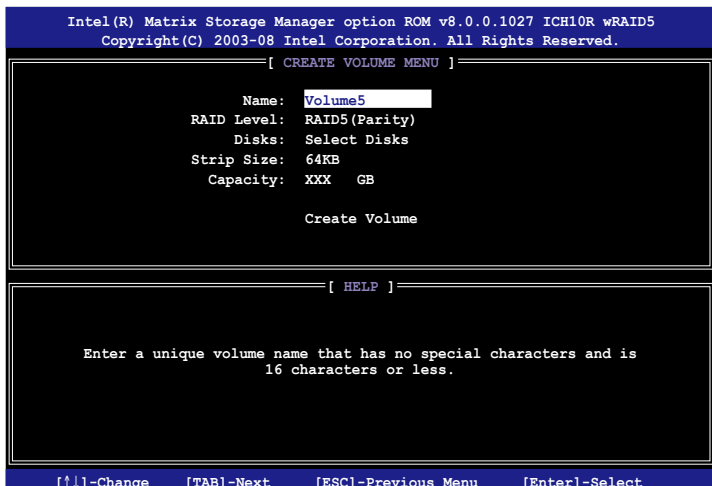 Intel(R) Matrix Storage Manager option ROM v8.0.0.1027 ICH10R wRAID5
Copyright(C) 2003-08 Intel Corporation. All Rights Reserved.
[ CREATE VOLUME MENU ]
Name: Volume5
RAID Level: RAID5(Parity)
Disks: Select Disks
Strip Size: 64KB
Capacity: XXX GB
Create Volume
[ HELP ]
Enter a unique volume name that has no special characters and is
16 characters or less.
[↑↓]-Change [TAB]-Next [ESC]-Previous Menu [Enter]-Select